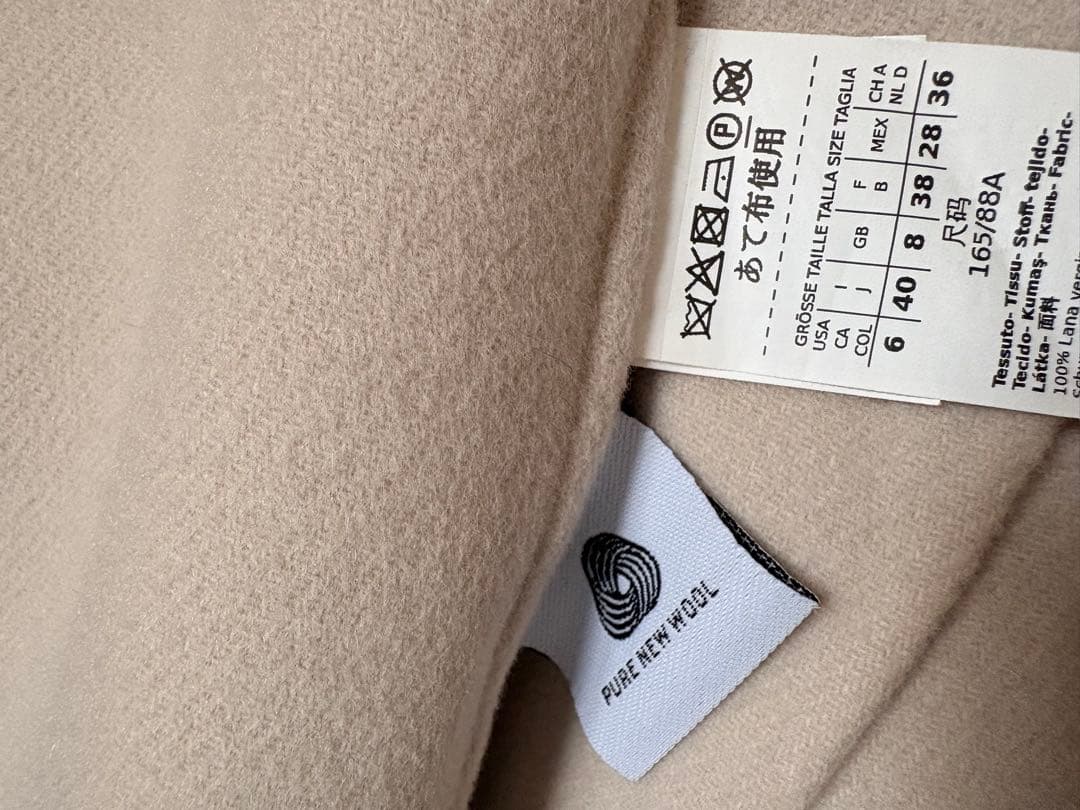 あて布使用
GRÖSSE TAILLE TALLA SIZE TAGLIA
USA CA COL
I J
GB
F B
MEX
CH A NL D
6 40 8 38 28 36
尺码
165/88A
Tessuto- Tissu- Stoff- tejido-
Tecido- Kumaş- Ткань- Fabric-
Látka- 面料
100% Lana
PURE NEW WOOL